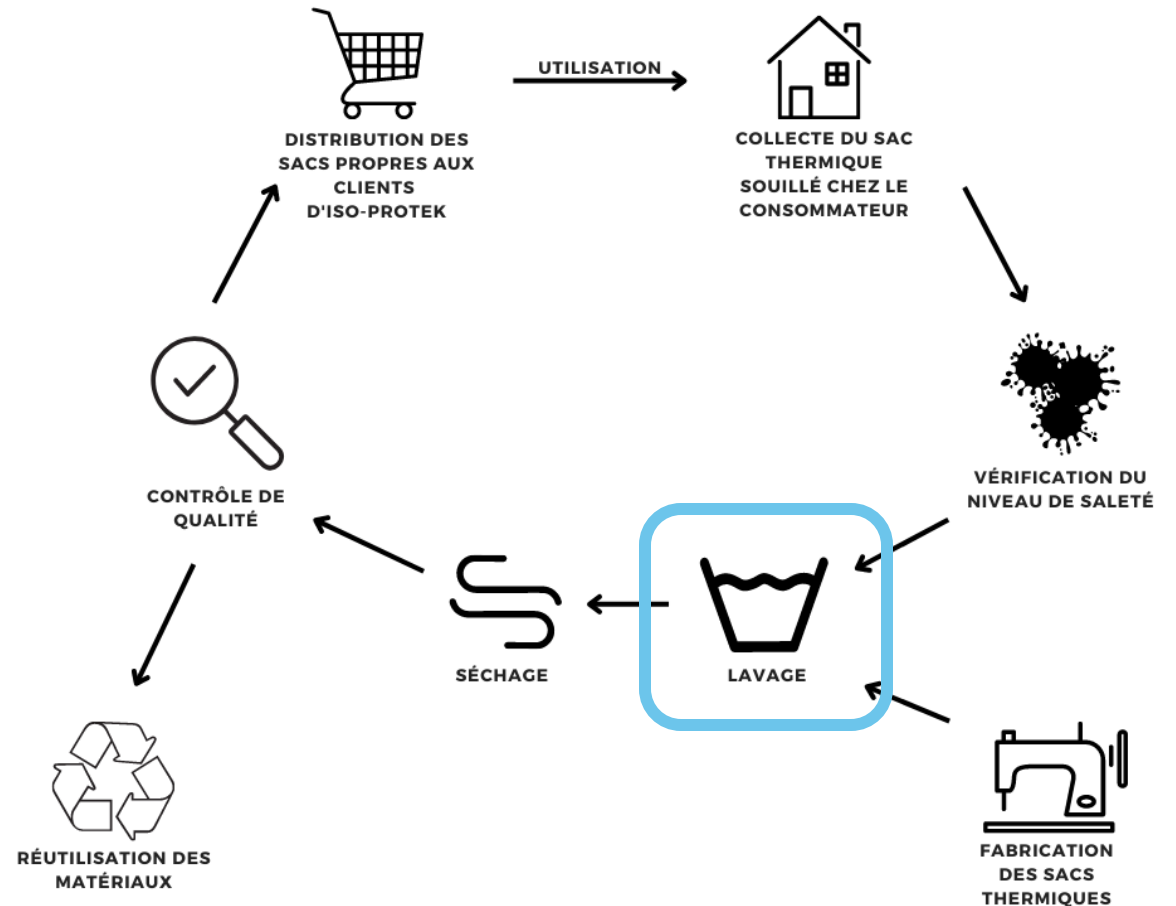 UTILISATION
DISTRIBUTION DES
SACS PROPRES AUX
CLIENTS
D'ISO-PROTEK
COLLECTE DU SAC
THERMIQUE
SOUILLÉ CHEZ LE
CONSOMMATEUR
VÉRIFICATION DU
NIVEAU DE SALETÉ
CONTRÔLE DE
QUALITÉ
SÉCHAGE
LAVAGE
RÉUTILISATION DES
MATÉRIAUX
FABRICATION
DES SACS
THERMIQUES